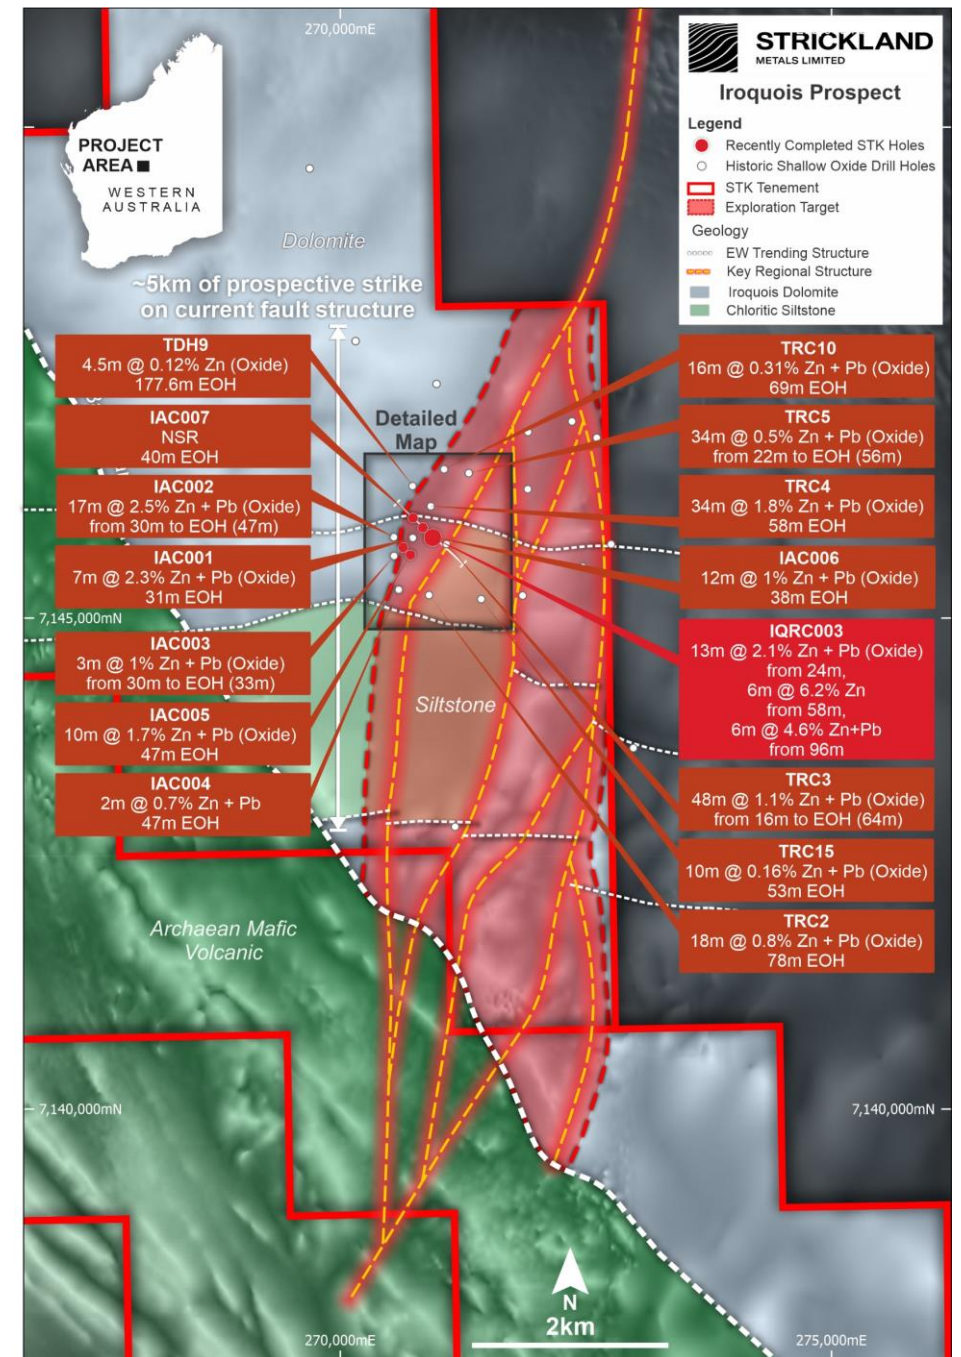 270,000mE
STRICKLAND
METALS LIMITED
Iroquois Prospect
Legend
Recently Completed STK Holes
Historic Shallow Oxide Drill Holes
STK Tenement
Exploration Target
Geology
EW Trending Structure
Key Regional Structure
Iroquois Dolomite
Chloritic Siltstone
PROJECT
AREA
WESTERN
AUSTRALIA
Dolomite
~5km of prospective strike
on current fault structure
TDH9
4.5m @ 0.12% Zn (Oxide)
177.6m EOH
IAC007
NSR
40m EOH
IAC002
17m @ 2.5% Zn + Pb (Oxide)
from 30m to EOH (47m)
IAC001
7m @ 2.3% Zn + Pb (Oxide)
31m EOH
7,145,000mN
IAC003
3m @ 1% Zn + Pb (Oxide)
from 30m to EOH (33m)
IAC005
10m @ 1.7% Zn + Pb (Oxide)
47m EOH
IAC004
2m @ 0.7% Zn + Pb
47m EOH
Detailed
Map
Siltstone
TRC10
16m @ 0.31% Zn + Pb (Oxide)
69m EOH
TRC5
34m @ 0.5% Zn + Pb (Oxide)
from 22m to EOH (56m)
TRC4
34m @ 1.8% Zn + Pb (Oxide)
58m EOH
IAC006
12m @ 1% Zn + Pb (Oxide)
38m EOH
IQRC003
13m @ 2.1% Zn + Pb (Oxide)
from 24m,
6m @ 6.2% Zn
from 58m,
6m @ 4.6% Zn+Pb
from 96m
TRC3
48m @ 1.1% Zn + Pb (Oxide)
from 16m to EOH (64m)
TRC15
10m @ 0.16% Zn + Pb (Oxide)
53m EOH
TRC2
18m @ 0.8% Zn + Pb (Oxide)
78m EOH
Archaean Mafic
Volcanic
7,140,000mN
7,140,000mN
N
2km
270,000mE
275,000mE